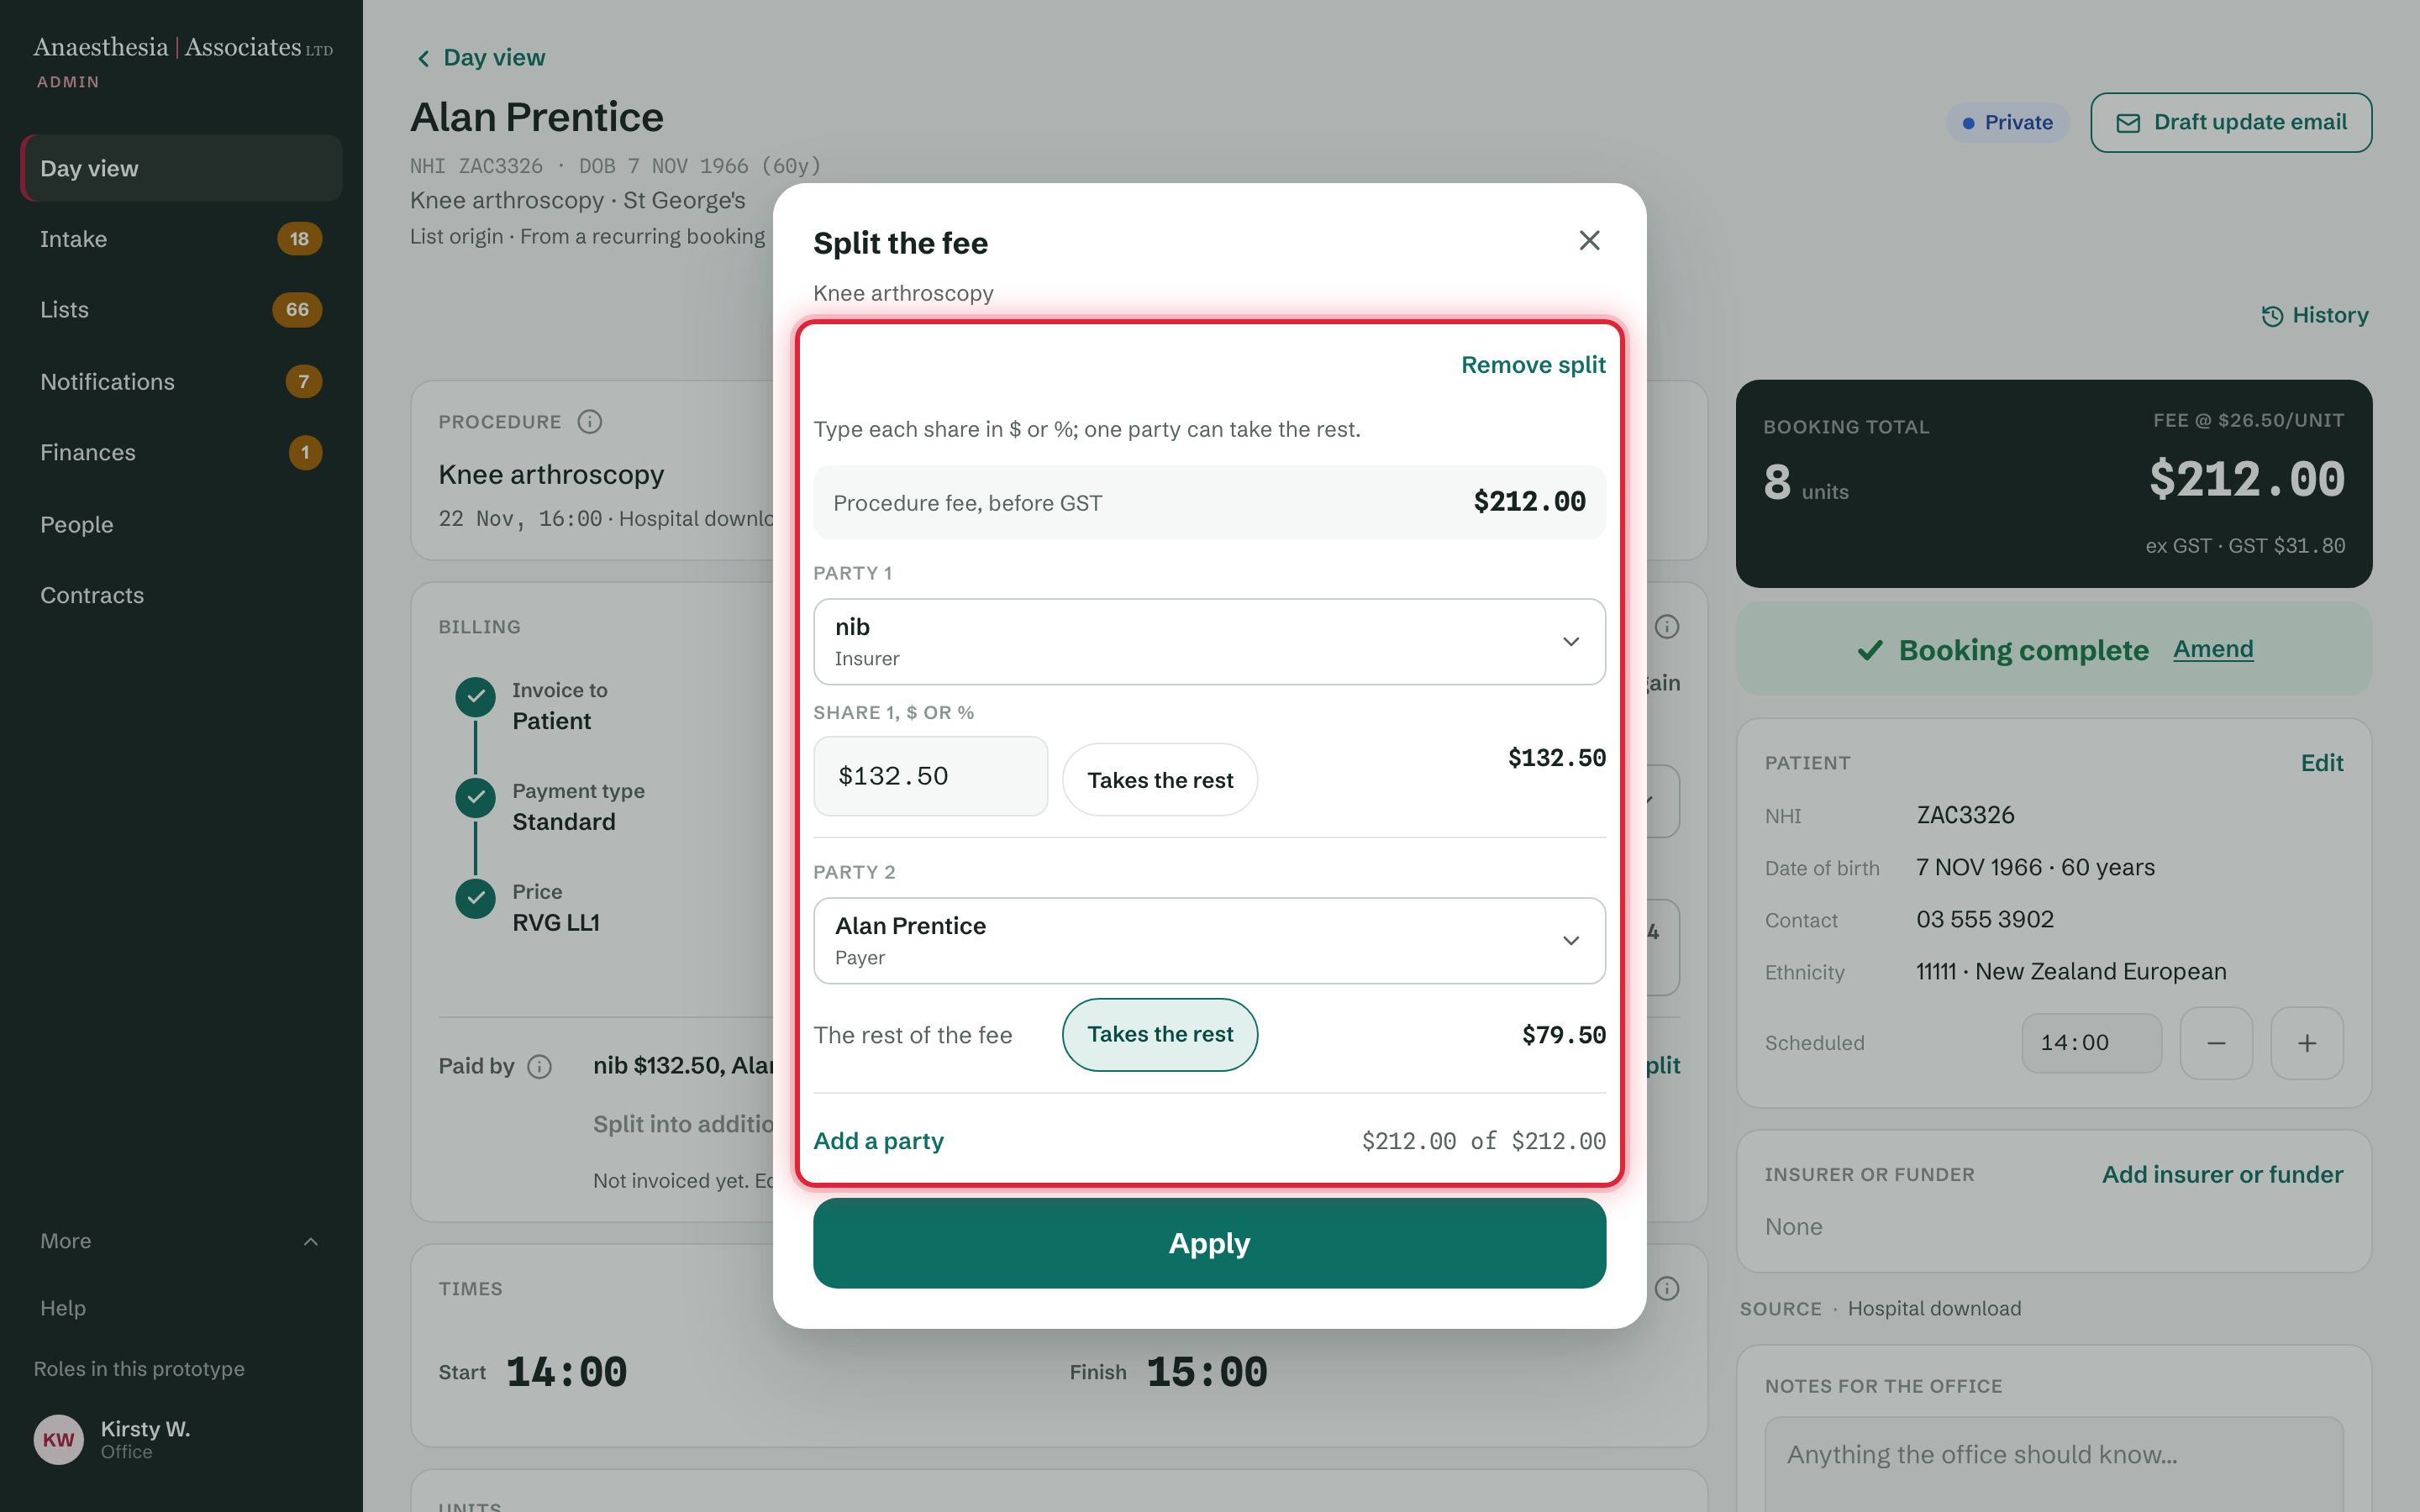 Anaesthesia | Associates LTD
ADMIN
Day view
Intake 18
Lists 66
Notifications 7
Finances 1
People
Contracts
More
Help
Roles in this prototype
KW
Kirsty W.
Office
Day view
Alan Prentice
NHI ZAC3326 · DOB 7 NOV 1966 (60y)
Knee arthroscopy · St George's
List origin · From a recurring booking
Private
Draft update email
History
PROCEDURE
Knee arthroscopy
22 Nov, 16:00 · Hospital downlo
BILLING
Invoice to
Patient
Payment type
Standard
Price
RVG LL1
Paid by
nib $132.50, Alan
Split into additio
Not invoiced yet. Ed
gain
4
plit
TIMES
Start 14:00
Finish 15:00
UNITS
Split the fee
Knee arthroscopy
Remove split
Type each share in $ or %; one party can take the rest.
Procedure fee, before GST $212.00
PARTY 1
nib
Insurer
SHARE 1, $ OR %
$132.50
Takes the rest
$132.50
PARTY 2
Alan Prentice
Payer
The rest of the fee
Takes the rest
$79.50
Add a party
$212.00 of $212.00
Apply
BOOKING TOTAL
FEE @ $26.50/UNIT
8 units
$212.00
ex GST · GST $31.80
Booking complete
Amend
PATIENT
Edit
NHI ZAC3326
Date of birth 7 NOV 1966 · 60 years
Contact 03 555 3902
Ethnicity 11111 · New Zealand European
Scheduled 14:00
INSURER OR FUNDER
Add insurer or funder
None
SOURCE · Hospital download
NOTES FOR THE OFFICE
Anything the office should know...